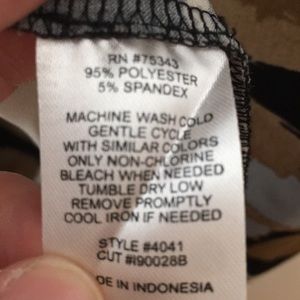 RN #75343
95% POLYESTER
5% SPANDEX
MACHINE WASH COLD
GENTLE CYCLE
WITH SIMILAR COLORS
ONLY NON-CHLORINE
BLEACH WHEN NEEDED
TUMBLE DRY LOW
REMOVE PROMPTLY
COOL IRON IF NEEDED
STYLE #4041
CUT #I90028B
DE IN INDONESIA